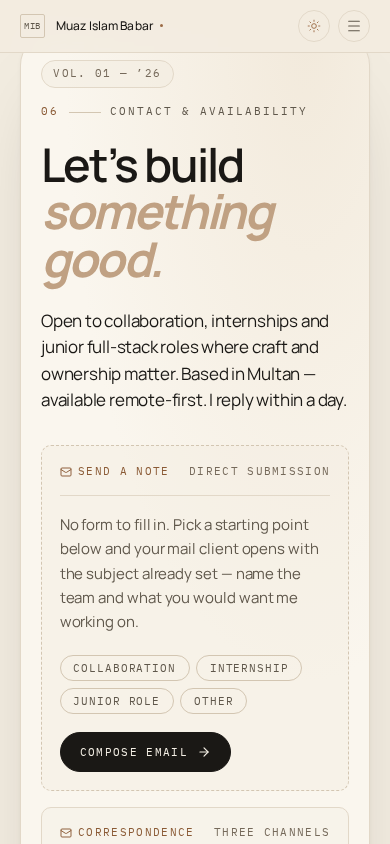 MIB
Muaz Islam Babar •
VOL. 01 — ’26
06 CONTACT & AVAILABILITY
Let’s build
something
good.
Open to collaboration, internships and
junior full-stack roles where craft and
ownership matter. Based in Multan —
available remote-first. I reply within a day.
SEND A NOTE DIRECT SUBMISSION
No form to fill in. Pick a starting point
below and your mail client opens with
the subject already set — name the
team and what you would want me
working on.
COLLABORATION INTERNSHIP
JUNIOR ROLE OTHER
COMPOSE EMAIL →
CORRESPONDENCE THREE CHANNELS